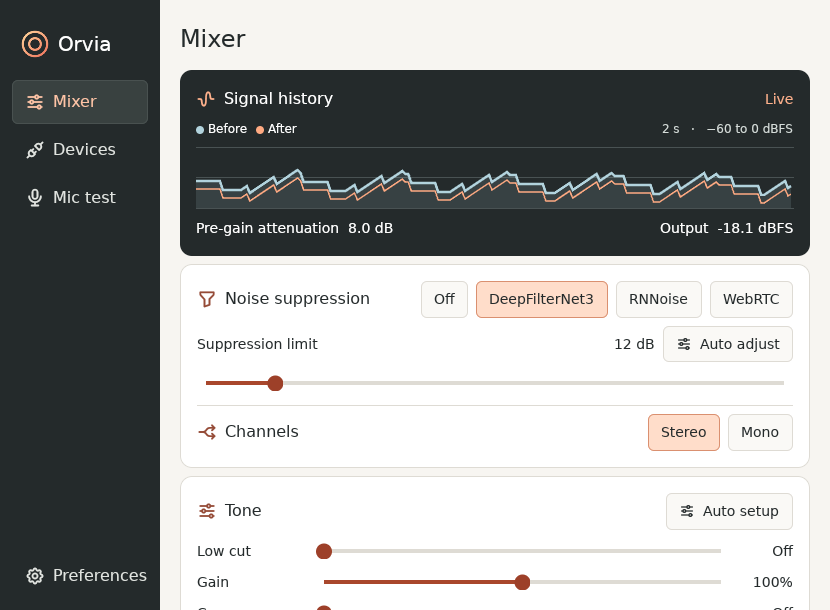 Orvia
Mixer
Devices
Mic test
Preferences
Mixer
Signal history
Live
Before After
2 s · −60 to 0 dBFS
Pre-gain attenuation 8.0 dB
Output -18.1 dBFS
Noise suppression
Off DeepFilterNet3 RNNoise WebRTC
Suppression limit
12 dB Auto adjust
Channels
Stereo Mono
Tone
Auto setup
Low cut Off
Gain 100%